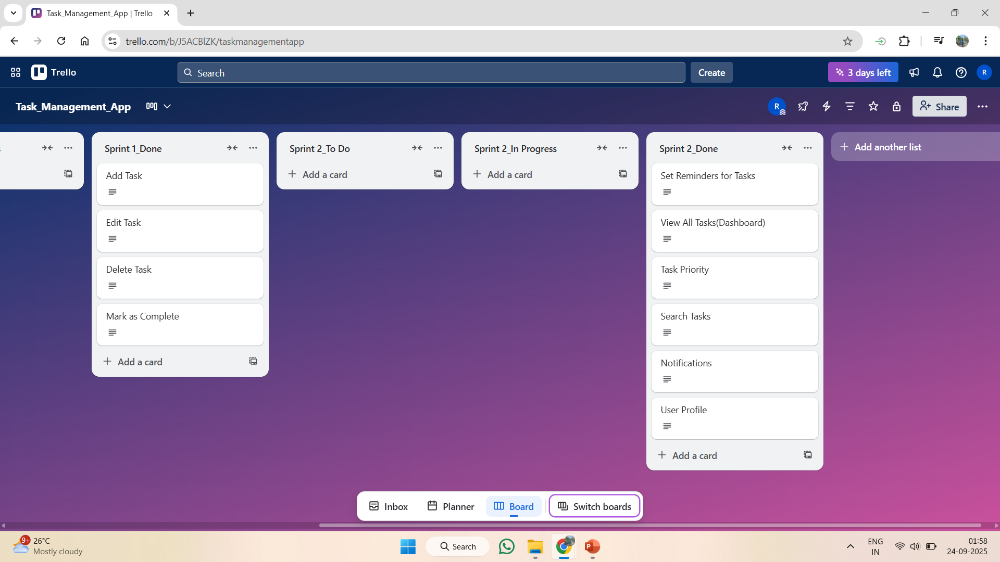 Task_Management_App | Trello
trello.com/b/J5ACBlZK/taskmanagementapp
Trello
Search
Create
3 days left
R
Task_Management_App
R
Share
Sprint 1_Done
Add Task
Edit Task
Delete Task
Mark as Complete
Add a card
Sprint 2_To Do
Add a card
Sprint 2_In Progress
Add a card
Sprint 2_Done
Set Reminders for Tasks
View All Tasks(Dashboard)
Task Priority
Search Tasks
Notifications
User Profile
Add a card
Add another list
Inbox
Planner
Board
Switch boards
9+
26°C
Mostly cloudy
Search
P
ENG
IN
01:58
24-09-2025